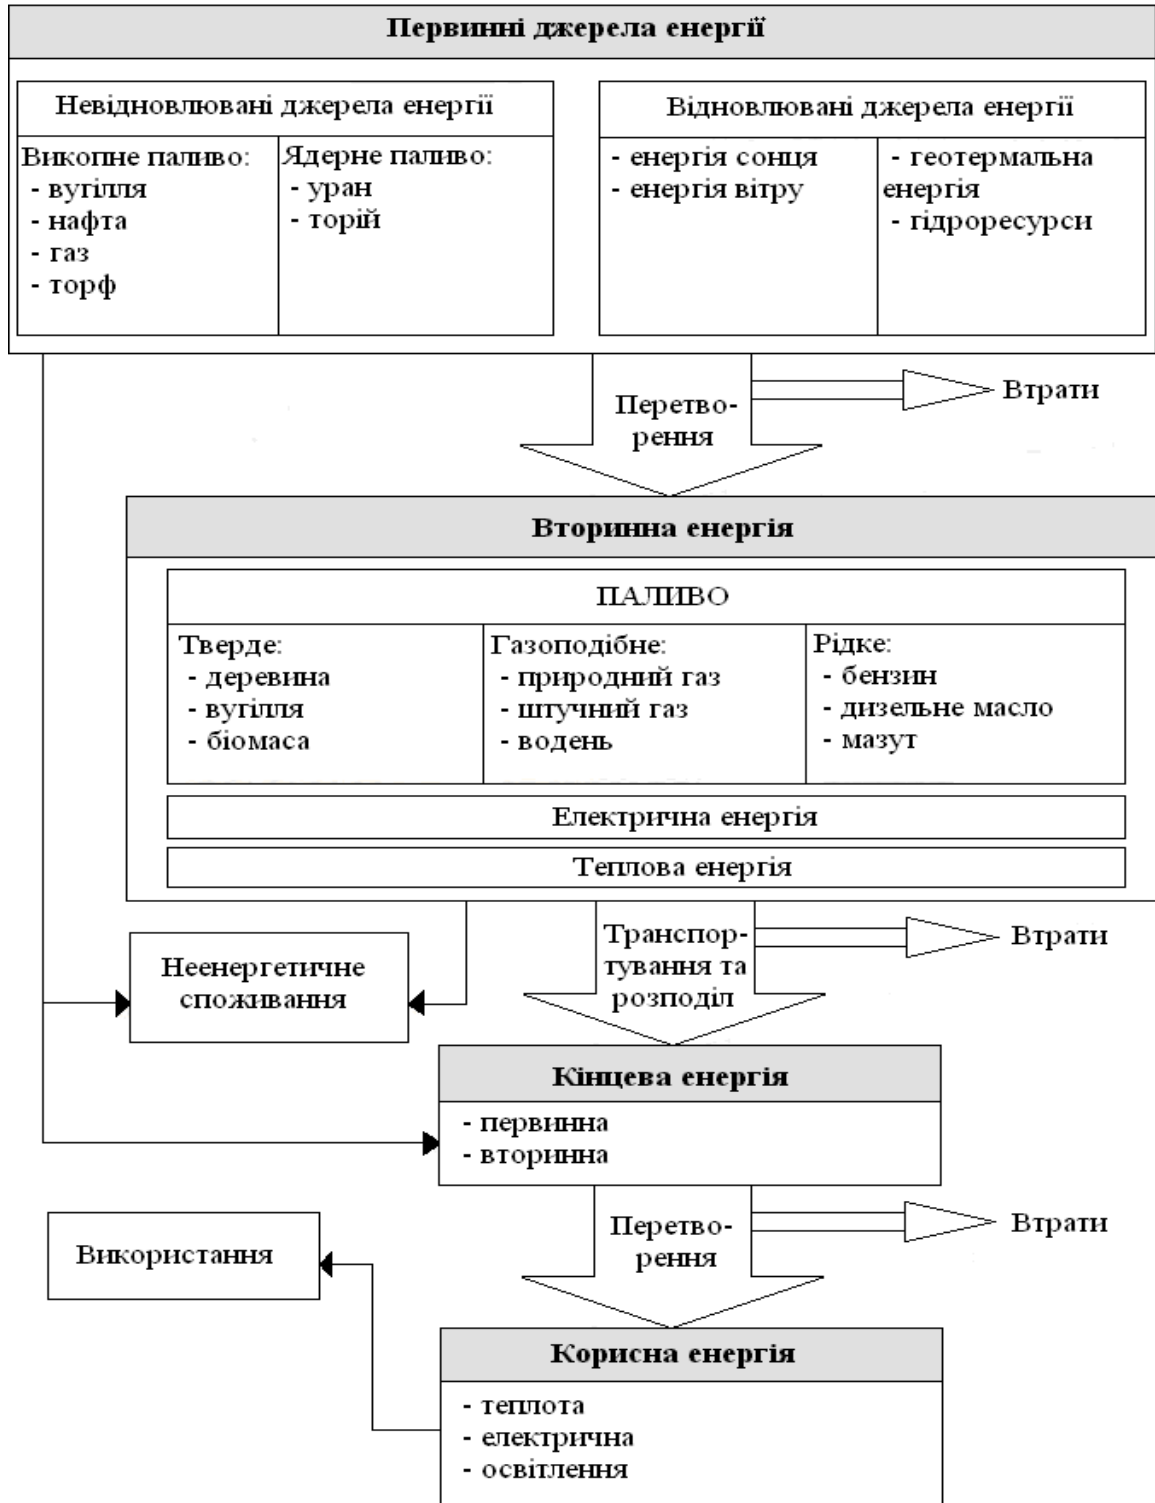 Первинні джерела енергії
Невідновлювані джерела енергії
Викопне паливо:
- вугілля
- нафта
- газ
- торф
Ядерне паливо:
- уран
- торій
Відновлювані джерела енергії
- енергія сонця
- енергія вітру
- геотермальна
енергія
- гідроресурси
Перетво-
рення
Втрати
Вторинна енергія
ПАЛИВО
Тверде:
- деревина
- вугілля
- біомаса
Газоподібне:
- природний газ
- штучний газ
- водень
Рідке:
- бензин
- дизельне масло
- мазут
Електрична енергія
Теплова енергія
Неенергетичне
споживання
Транспор-
тування та
розподіл
Втрати
Кінцева енергія
- первинна
- вторинна
Перетво-
рення
Втрати
Використання
Корисна енергія
- теплота
- електрична
- освітлення